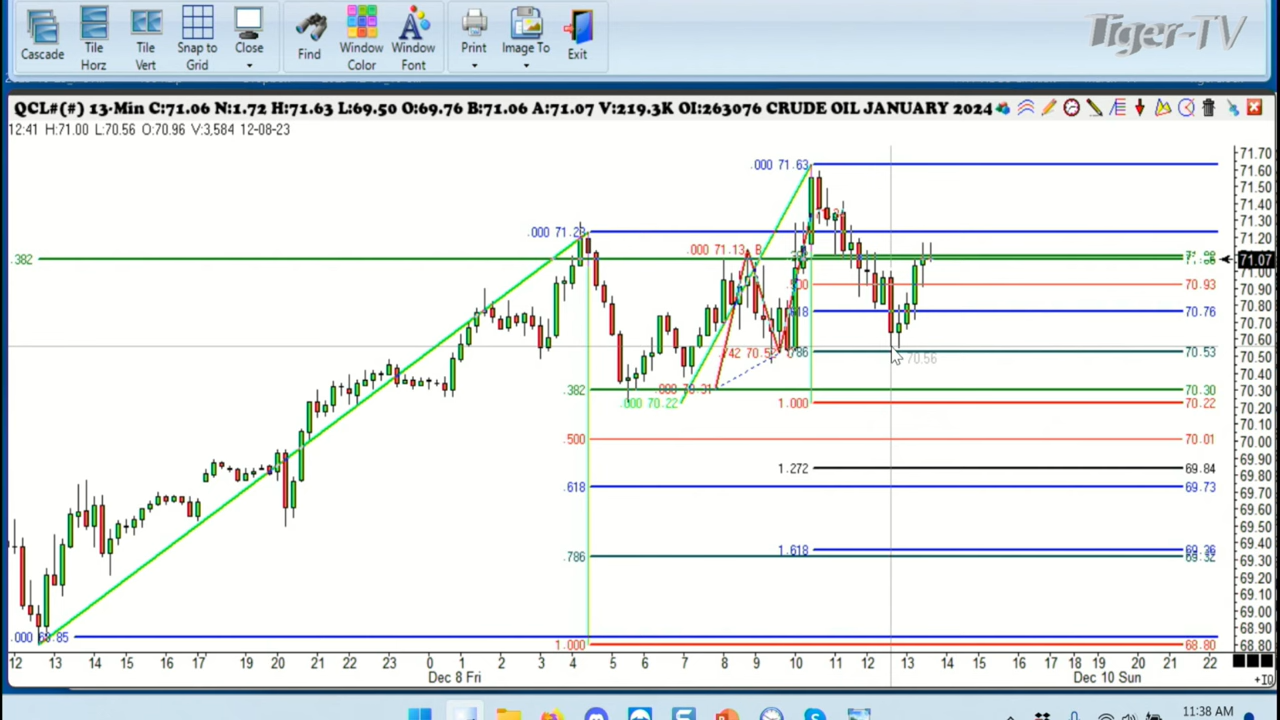 Cascade
Tile Horz
Tile Vert
Snap to Grid
Close
Find
Window Color
Window Font
Print
Image To
Exit
Tiger-TV
QCL#(#) 13-Min C:71.06 N:1.72 H:71.63 L:69.50 O:69.76 B:71.06 A:71.07 V:219.3K OI:263076 CRUDE OIL JANUARY 2024
12:41 H:71.00 L:70.56 O:70.96 V:3,584 12-08-23
71.70
.000 71.63
71.60
71.50
71.40
71.30
.000 71.23
71.20
.000 71.13 B
.382
71.07
71.00
.500
70.93
70.90
70.80
.618
70.76
70.70
70.60
.786
70.53
70.56
70.50
70.40
.382
.000 70.31
70.30
70.30
.000 70.22
1.000
70.22
70.20
70.10
.500
70.01
70.00
69.90
1.272
69.84
69.80
.618
69.73
69.70
69.60
69.50
69.40
.786
1.618
69.30
69.20
69.10
69.00
68.90
1.000
68.80
68.80
12 13 14 15 16 17 18 19 20 21 22 23 0 1 2 3 4 5 6 7 8 9 10 11 12 13 14 15 16 17 18 19 20 21 22
Dec 8 Fri
Dec 10 Sun
11:38 AM